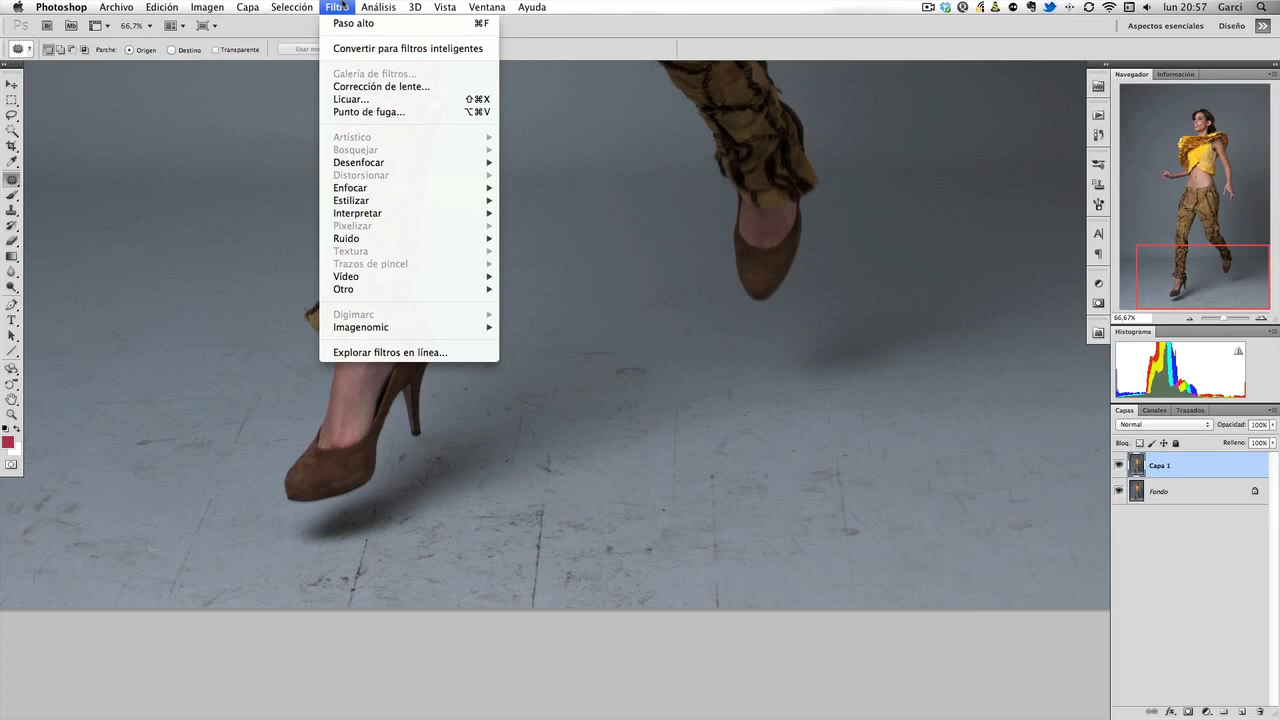 Photoshop Archivo Edición Imagen Capa Selección Filtro Análisis 3D Vista Ventana Ayuda lun 20:57 Garci
Ps Br Mb 66,7% Aspectos esenciales Diseño
Parche: Origen Destino Transparente
Paso alto ⌘F
Convertir para filtros inteligentes
Galería de filtros...
Corrección de lente...
Licuar... ⇧⌘X
Punto de fuga... ⌥⌘V
Artístico
Bosquejar
Desenfocar
Distorsionar
Enfocar
Estilizar
Interpretar
Pixelizar
Ruido
Textura
Trazos de pincel
Vídeo
Otro
Digimarc
Imagenomic
Explorar filtros en línea...
Navegador Información
66,67%
Histograma
Capas Canales Trazados
Normal Opacidad: 100%
Bloq.: Relleno: 100%
Capa 1
Fondo